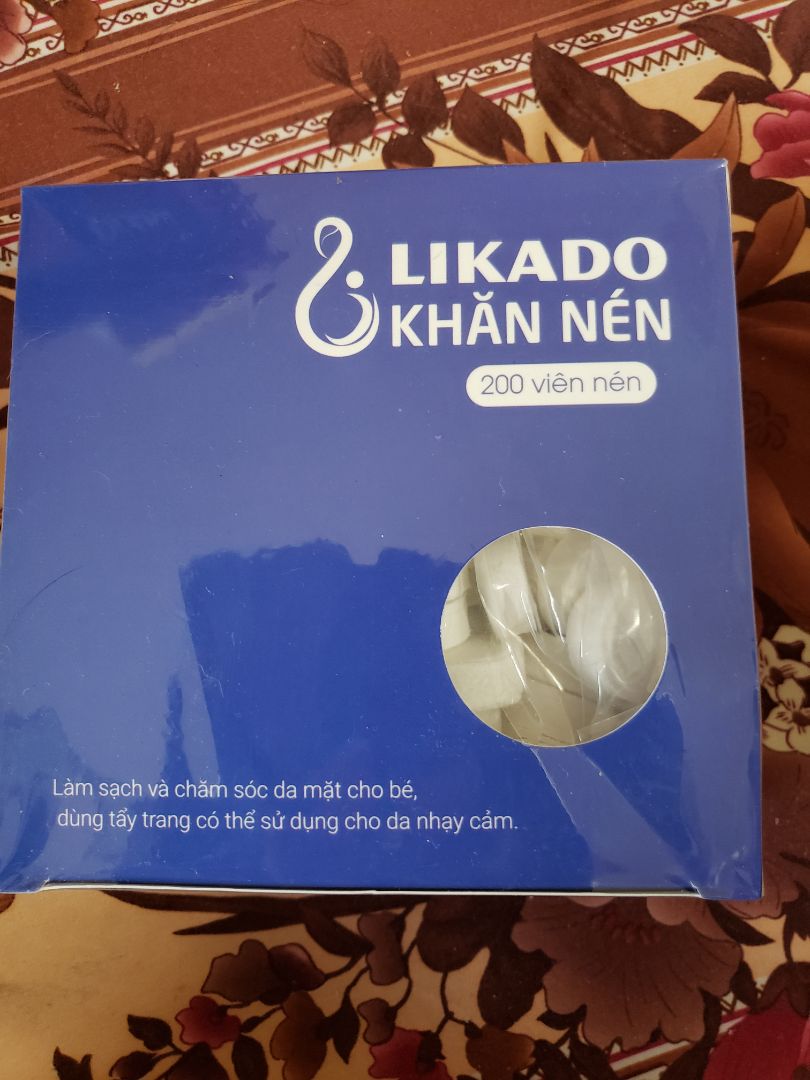 LIKADO
KHĂN NÉN
200 viên nén
Làm sạch và chăm sóc da mặt cho bé,
dùng tẩy trang có thể sử dụng cho da nhạy cảm.